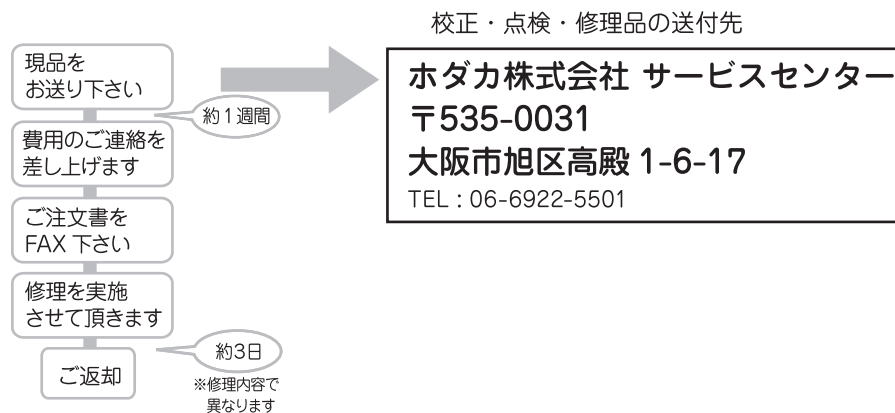 校正・点検・修理品の送付先
現品を
お送り下さい
ホダカ株式会社 サービスセンター
〒535-0031
大阪市旭区高殿 1-6-17
TEL : 06-6922-5501
約1週間
費用のご連絡を
差し上げます
ご注文書を
FAX 下さい
修理を実施
させて頂きます
約3日
※修理内容で
異なります
ご返却